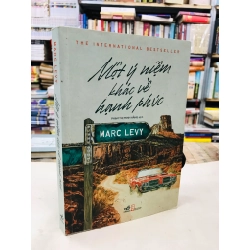 THE INTERNATIONAL BESTSELLER
Một ý niệm
khác về
hạnh phúc
MARC LEVY